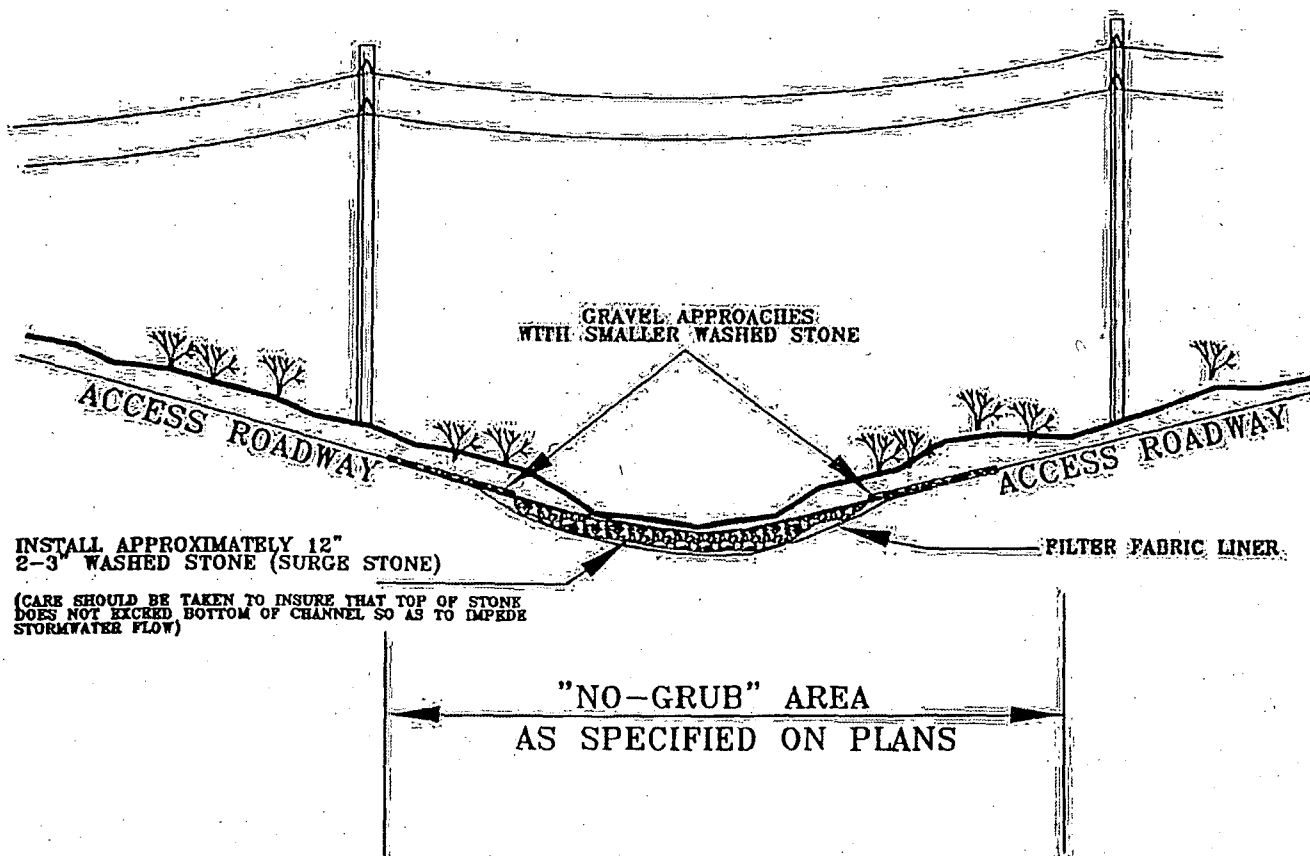 GRAVEL APPROACHES
WITH SMALLER WASHED STONE
ACCESS ROADWAY
ACCESS ROADWAY
INSTALL APPROXIMATELY 12"
2-3" WASHED STONE (SURGE STONE)
(CARE SHOULD BE TAKEN TO INSURE THAT TOP OF STONE
DOES NOT EXCEED BOTTOM OF CHANNEL SO AS TO IMPEDE
STORMWATER FLOW)
FILTER FABRIC LINER
"NO-GRUB" AREA
AS SPECIFIED ON PLANS